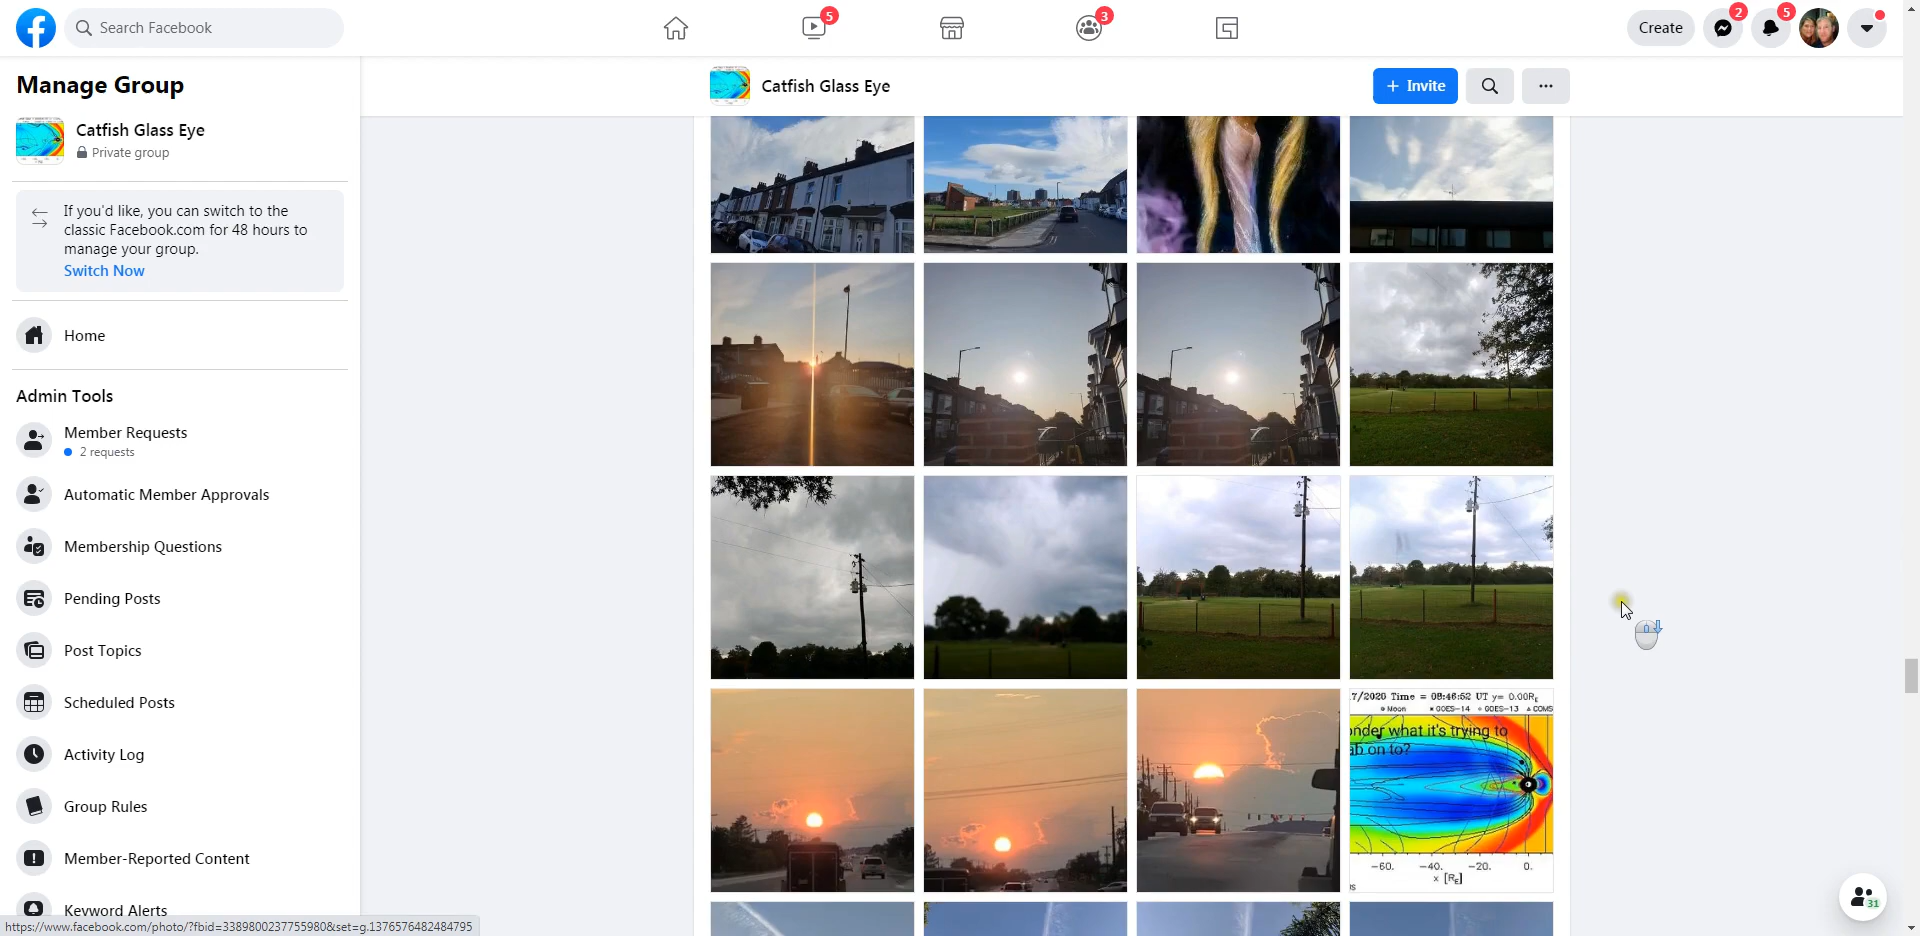 Search Facebook
5
3
Create
2
5
Manage Group
Catfish Glass Eye
Private group
Catfish Glass Eye
+ Invite
If you'd like, you can switch to the
classic Facebook.com for 48 hours to
manage your group.
Switch Now
Home
Admin Tools
Member Requests
2 requests
Automatic Member Approvals
Membership Questions
Pending Posts
Post Topics
Scheduled Posts
Activity Log
Group Rules
Member-Reported Content
Keyword Alerts
7/2020 Time = 08:46:52 UT y= 0.00RE
Moon GOES-14 GOES-13 COMS
onder what it's trying to
ab on to?
-60. -40. -20. 0.
x [RE]
31
https://www.facebook.com/photo/?fbid=3389800237755980&set=g.1376576482484795